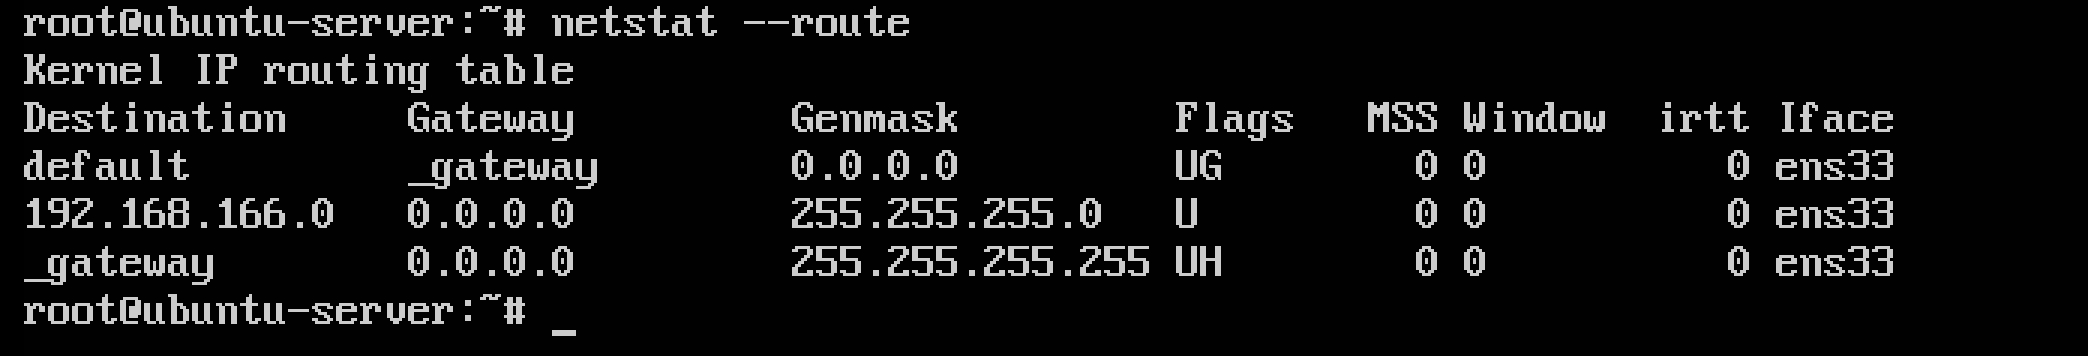 root@ubuntu-server:~# netstat --route
Kernel IP routing table
Destination     Gateway         Genmask         Flags   MSS Window  irtt Iface
default         _gateway        0.0.0.0         UG        0 0          0 ens33
192.168.166.0   0.0.0.0         255.255.255.0   U         0 0          0 ens33
_gateway        0.0.0.0         255.255.255.255 UH        0 0          0 ens33
root@ubuntu-server:~# _